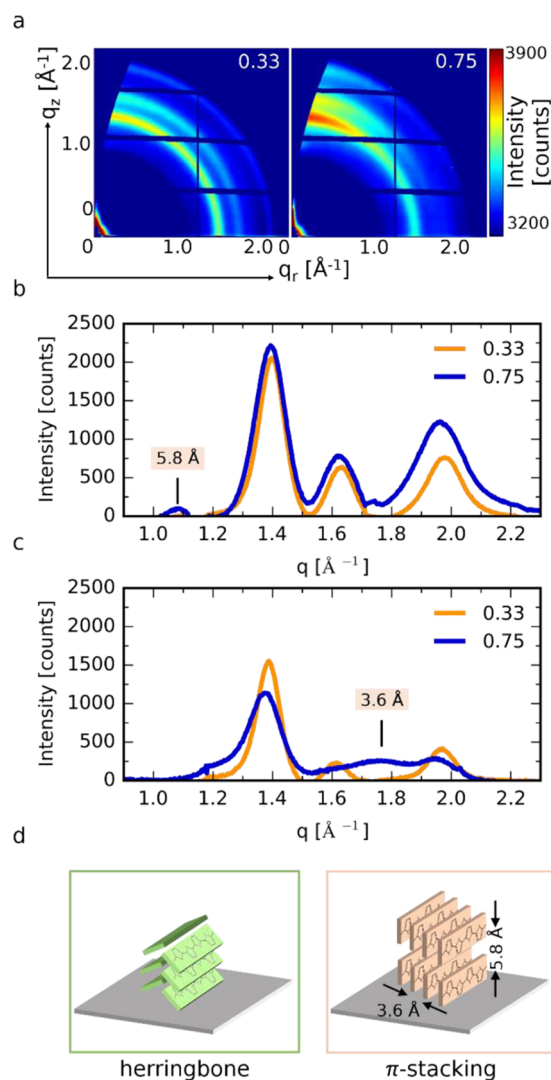 a
0.33
0.75
3900
3200
Intensity
[counts]
q_z [Å⁻¹]
2.0
1.0
0
0 1.0 2.0
0 1.0 2.0
q_r [Å⁻¹]
b
2500
2000
1500
1000
500
0
Intensity [counts]
0.33
0.75
5.8 Å
1.0 1.2 1.4 1.6 1.8 2.0 2.2
q [Å ⁻¹]
c
2500
2000
1500
1000
500
0
Intensity [counts]
0.33
0.75
3.6 Å
1.0 1.2 1.4 1.6 1.8 2.0 2.2
q [Å ⁻¹]
d
5.8 Å
3.6 Å
herringbone
π-stacking